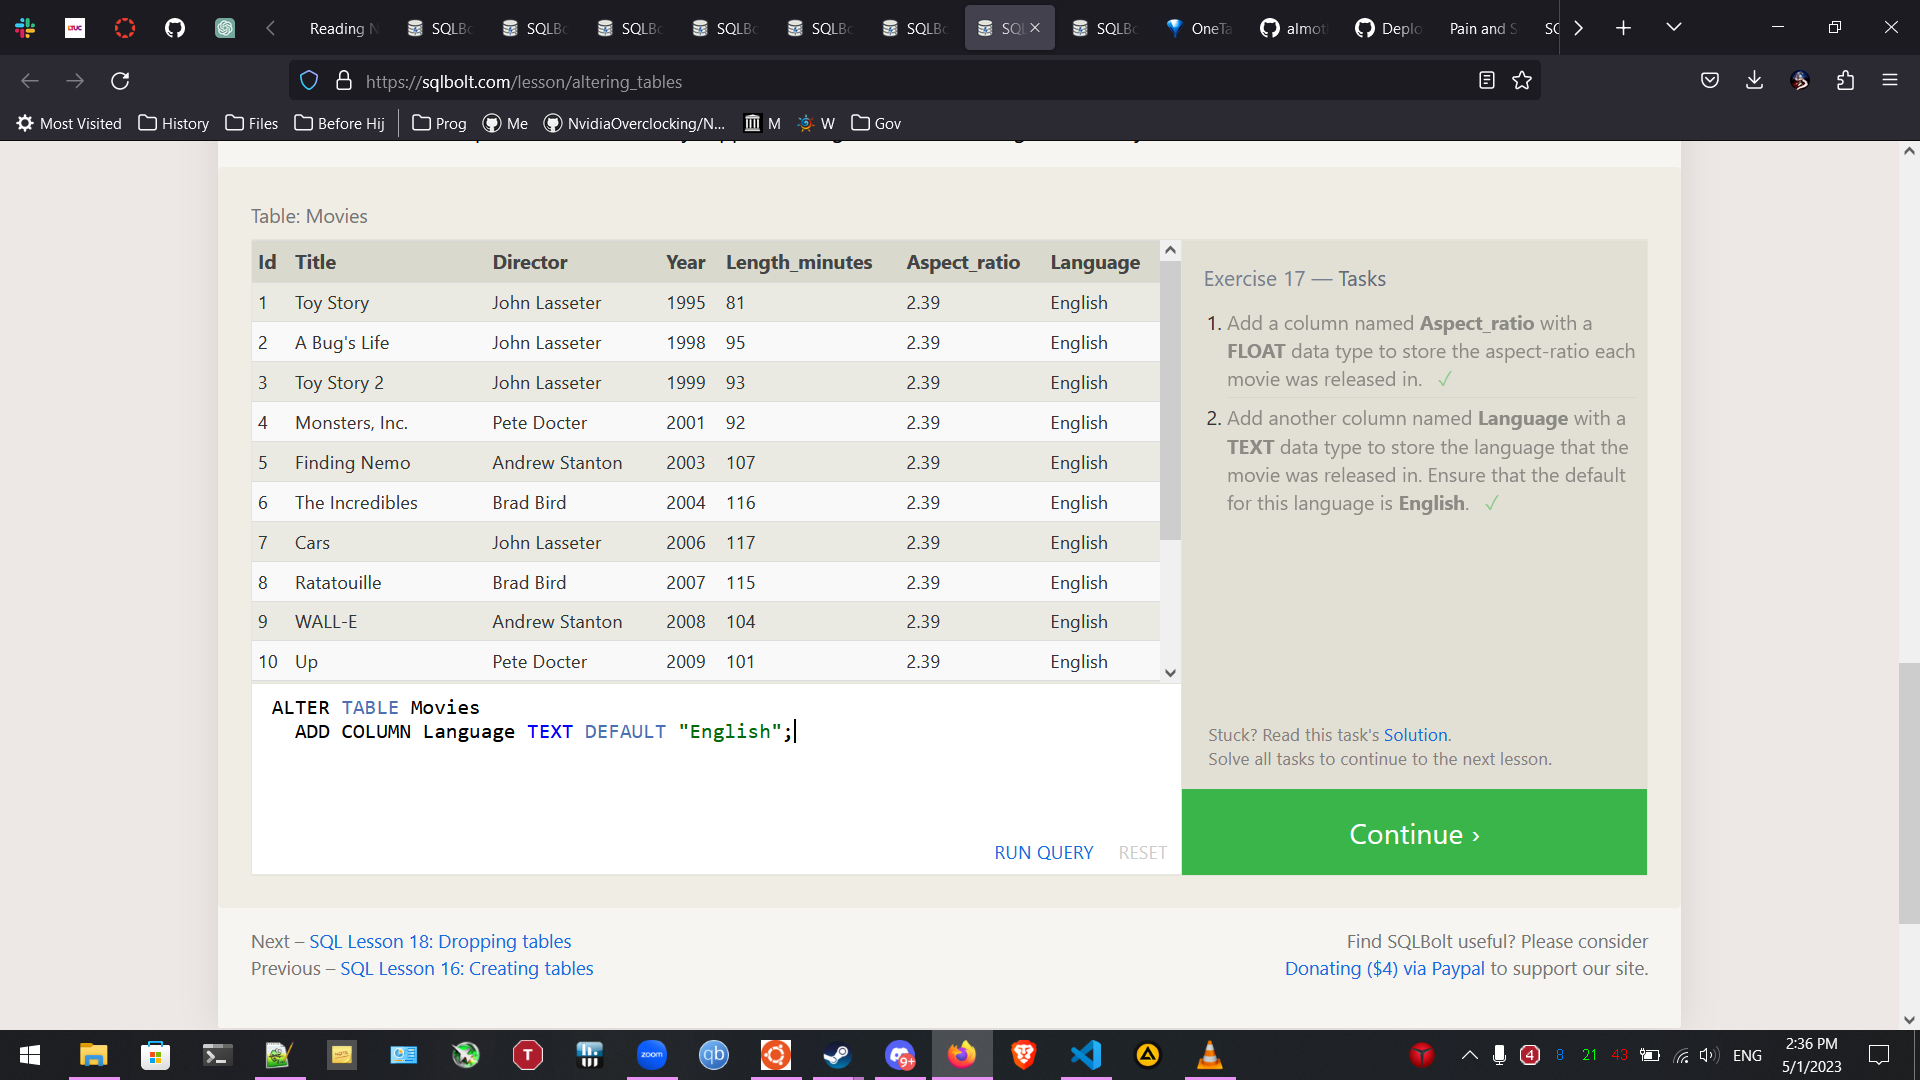 LTUC
Reading N
SQLBo
SQLBo
SQLBo
SQLBo
SQLBo
SQLBo
SQL
SQLBo
OneTa
almot
Deplo
Pain and S
SQ
https://sqlbolt.com/lesson/altering_tables
Most Visited
History
Files
Before Hij
Prog
Me
NvidiaOverclocking/N...
M
W
Gov
Table: Movies
Id Title Director Year Length_minutes Aspect_ratio Language
1 Toy Story John Lasseter 1995 81 2.39 English
2 A Bug's Life John Lasseter 1998 95 2.39 English
3 Toy Story 2 John Lasseter 1999 93 2.39 English
4 Monsters, Inc. Pete Docter 2001 92 2.39 English
5 Finding Nemo Andrew Stanton 2003 107 2.39 English
6 The Incredibles Brad Bird 2004 116 2.39 English
7 Cars John Lasseter 2006 117 2.39 English
8 Ratatouille Brad Bird 2007 115 2.39 English
9 WALL-E Andrew Stanton 2008 104 2.39 English
10 Up Pete Docter 2009 101 2.39 English
ALTER TABLE Movies
ADD COLUMN Language TEXT DEFAULT "English";
RUN QUERY RESET
Exercise 17 — Tasks
1. Add a column named Aspect_ratio with a
FLOAT data type to store the aspect-ratio each
movie was released in. ✓
2. Add another column named Language with a
TEXT data type to store the language that the
movie was released in. Ensure that the default
for this language is English. ✓
Stuck? Read this task's Solution.
Solve all tasks to continue to the next lesson.
Continue ›
Next – SQL Lesson 18: Dropping tables
Previous – SQL Lesson 16: Creating tables
Find SQLBolt useful? Please consider
Donating ($4) via Paypal to support our site.
T
zoom
qb
9+
4
8
21
43
ENG
2:36 PM
5/1/2023